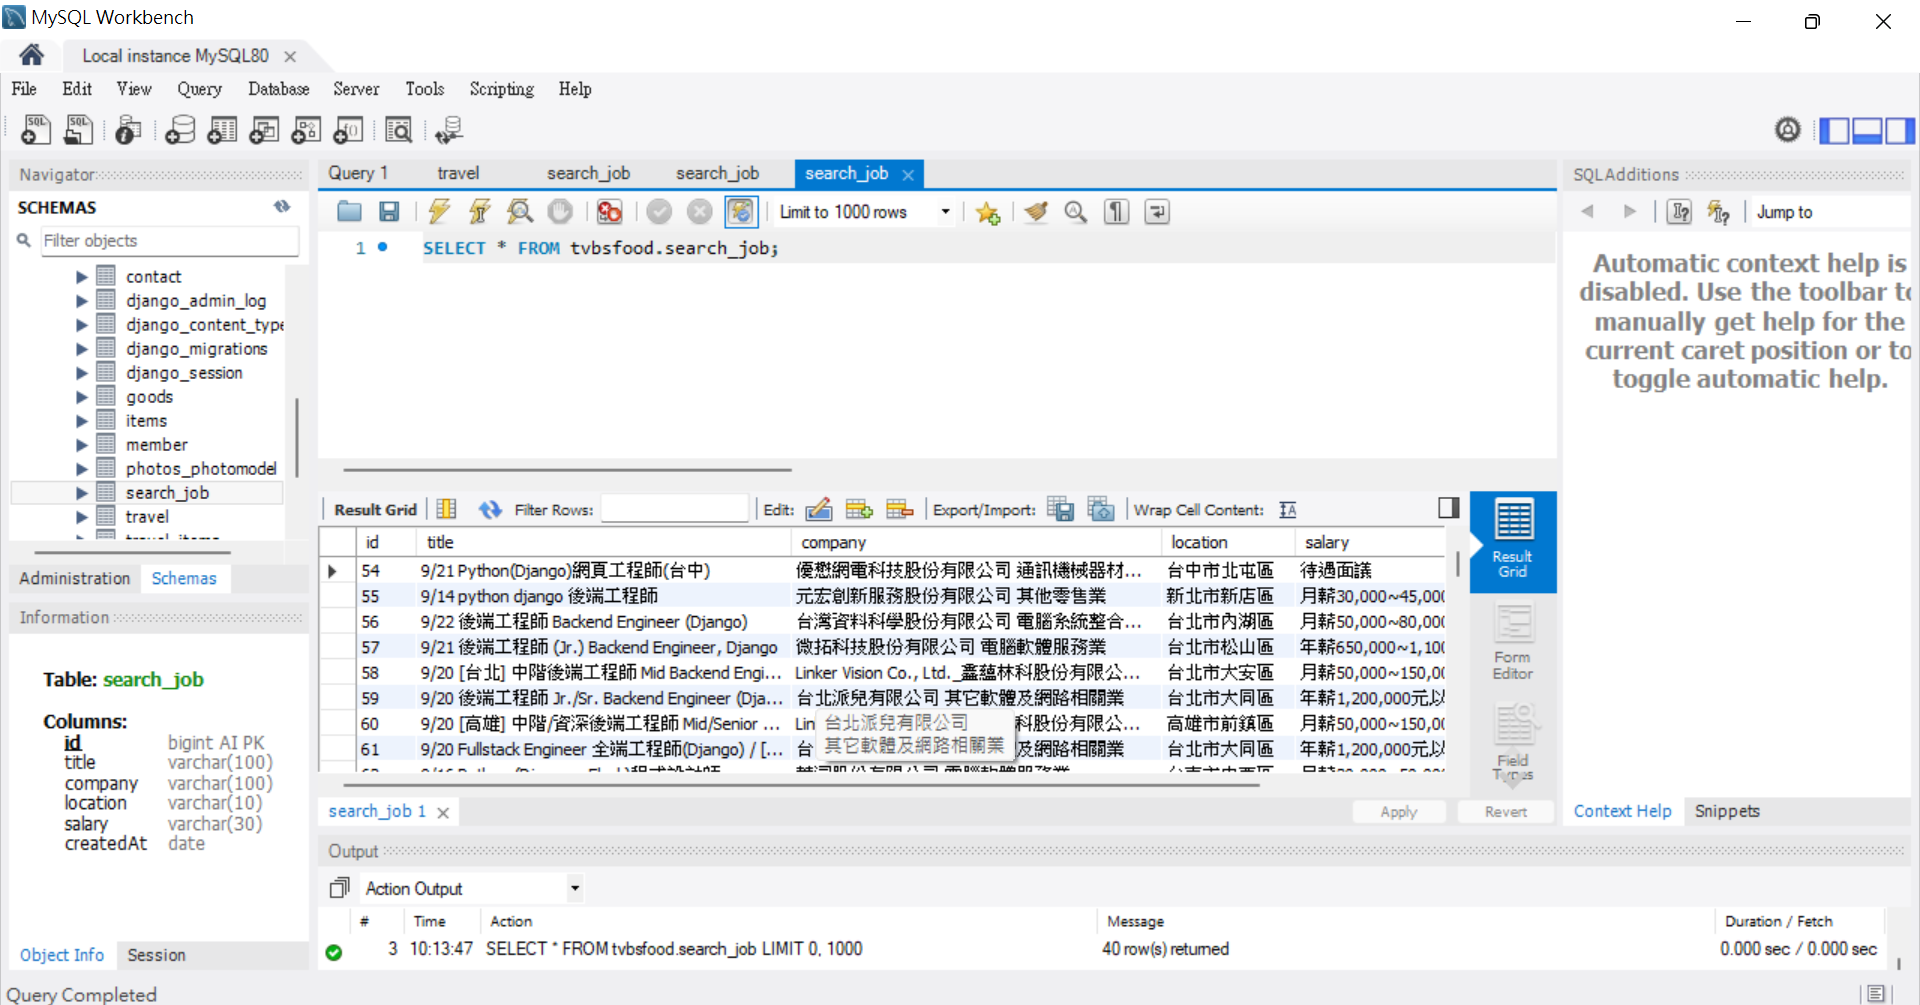 MySQL Workbench
Local instance MySQL80
File Edit View Query Database Server Tools Scripting Help
Navigator
SCHEMAS
Filter objects
contact
django_admin_log
django_content_type
django_migrations
django_session
goods
items
member
photos_photomodel
search_job
travel
Administration Schemas
Information
Table: search_job
Columns:
id bigint AI PK
title varchar(100)
company varchar(100)
location varchar(10)
salary varchar(30)
createdAt date
Object Info Session
Query Completed
Query 1 travel search_job search_job search_job
Limit to 1000 rows
1 SELECT * FROM tvbsfood.search_job;
Result Grid Filter Rows: Edit: Export/Import: Wrap Cell Content:
id title company location salary
54 9/21 Python(Django)網頁工程師(台中) 優懋網電科技股份有限公司 通訊機械器材... 台中市北屯區 待遇面議
55 9/14 python django 後端工程師 元宏創新服務股份有限公司 其他零售業 新北市新店區 月薪30,000~45,000
56 9/22 後端工程師 Backend Engineer (Django) 台灣資料科學股份有限公司 電腦系統整合... 台北市內湖區 月薪50,000~80,000
57 9/21 後端工程師 (Jr.) Backend Engineer, Django 微拓科技股份有限公司 電腦軟體服務業 台北市松山區 年薪650,000~1,100
58 9/20 [台北] 中階後端工程師 Mid Backend Engi... Linker Vision Co., Ltd._鑫蘊林科股份有限公... 台北市大安區 月薪50,000~150,00
59 9/20 後端工程師 Jr./Sr. Backend Engineer (Dja... 台北派兒有限公司 其它軟體及網路相關業 台北市大同區 年薪1,200,000元以
60 9/20 [高雄] 中階/資深後端工程師 Mid/Senior ... Lin 科股份有限公... 高雄市前鎮區 月薪50,000~150,00
61 9/20 Fullstack Engineer 全端工程師(Django) / [... 台 及網路相關業 台北市大同區 年薪1,200,000元以
台北派兒有限公司
其它軟體及網路相關業
Result
Grid
Form
Editor
Field
Types
search_job 1 Apply Revert
Output
Action Output
# Time Action Message Duration / Fetch
3 10:13:47 SELECT * FROM tvbsfood.search_job LIMIT 0, 1000 40 row(s) returned 0.000 sec / 0.000 sec
SQLAdditions
Jump to
Automatic context help is
disabled. Use the toolbar to
manually get help for the
current caret position or to
toggle automatic help.
Context Help Snippets